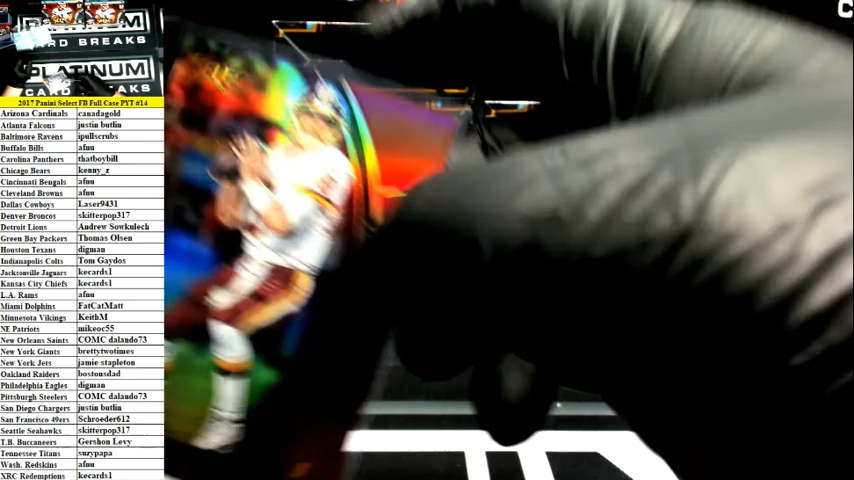 PLATINUM
CARD BREAKS
PLATINUM
CARD BREAKS
2017 Panini Select FB Full Case PYT #14
Arizona Cardinals canadagold
Atlanta Falcons justin butlin
Baltimore Ravens ipullscrubs
Buffalo Bills afuu
Carolina Panthers thatboybill
Chicago Bears kenny_z
Cincinnati Bengals afuu
Cleveland Browns afuu
Dallas Cowboys Laser9431
Denver Broncos skitterpop317
Detroit Lions Andrew Sowkulech
Green Bay Packers Thomas Olsen
Houston Texans digman
Indianapolis Colts Tom Gaydos
Jacksonville Jaguars kecards1
Kansas City Chiefs kecards1
L.A. Rams afuu
Miami Dolphins FatCatMatt
Minnesota Vikings KeithM
NE Patriots mikeoc55
New Orleans Saints COMC dalando73
New York Giants brettytwotimes
New York Jets jamie stapleton
Oakland Raiders bostonsdad
Philadelphia Eagles digman
Pittsburgh Steelers COMC dalando73
San Diego Chargers justin butlin
San Francisco 49ers Schroeder612
Seattle Seahawks skitterpop317
T.B. Buccaneers Gershon Levy
Tennessee Titans suzypapa
Wash. Redskins afuu
XRC Redemptions kecards1